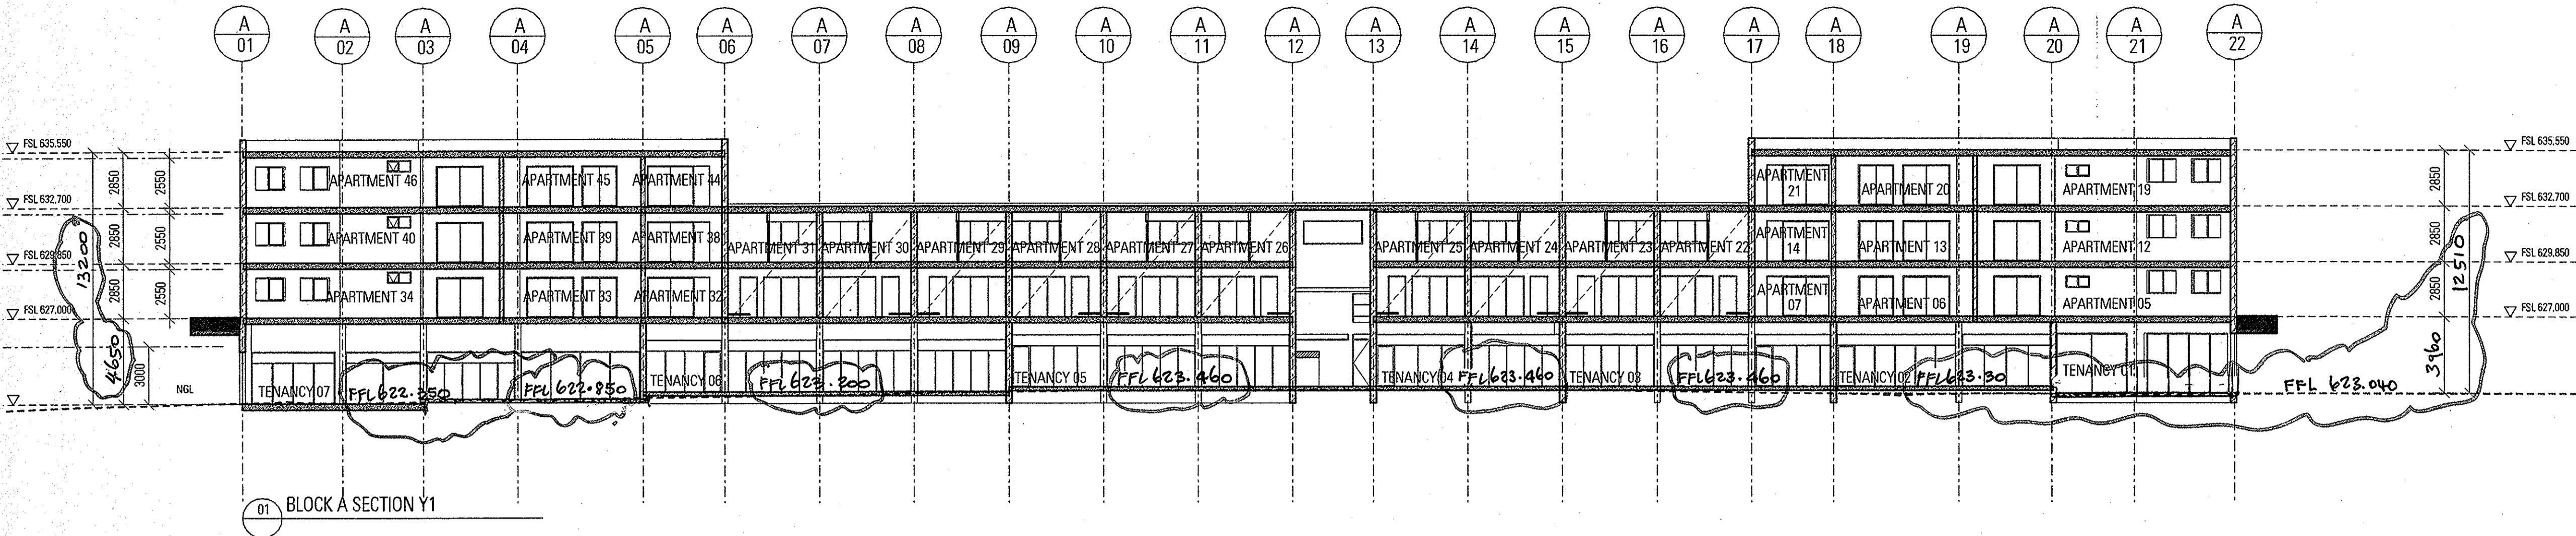 A A A A A A A A A A A A A A A A A A A A A A
01 02 03 04 05 06 07 08 09 10 11 12 13 14 15 16 17 18 19 20 21 22
FSL 635,550 FSL 635,550
2850 2550 APARTMENT 46 APARTMENT 45 APARTMENT 44 APARTMENT 21 APARTMENT 20 APARTMENT 19 2850
FSL 632,700 FSL 632,700
13200 2850 2550 APARTMENT 40 APARTMENT 39 APARTMENT 38 APARTMENT 31 APARTMENT 30 APARTMENT 29 APARTMENT 28 APARTMENT 27 APARTMENT 26 APARTMENT 25 APARTMENT 24 APARTMENT 23 APARTMENT 22 APARTMENT 14 APARTMENT 13 APARTMENT 12 2850 12510
FSL 629,850 FSL 629,850
2850 2550 APARTMENT 34 APARTMENT 33 APARTMENT 32 APARTMENT 07 APARTMENT 06 APARTMENT 05 2850
FSL 627,000 FSL 627,000
4650 3000 NGL TENANCY 07 FFL 622.350 FFL 622.850 TENANCY 06 FFL 623.200 TENANCY 05 FFL 623.460 TENANCY 04 FFL 623.460 TENANCY 03 FFL 623.460 TENANCY 02 FFL 623.30 TENANCY 01 FFL 623.040 3960
01 BLOCK A SECTION Y1